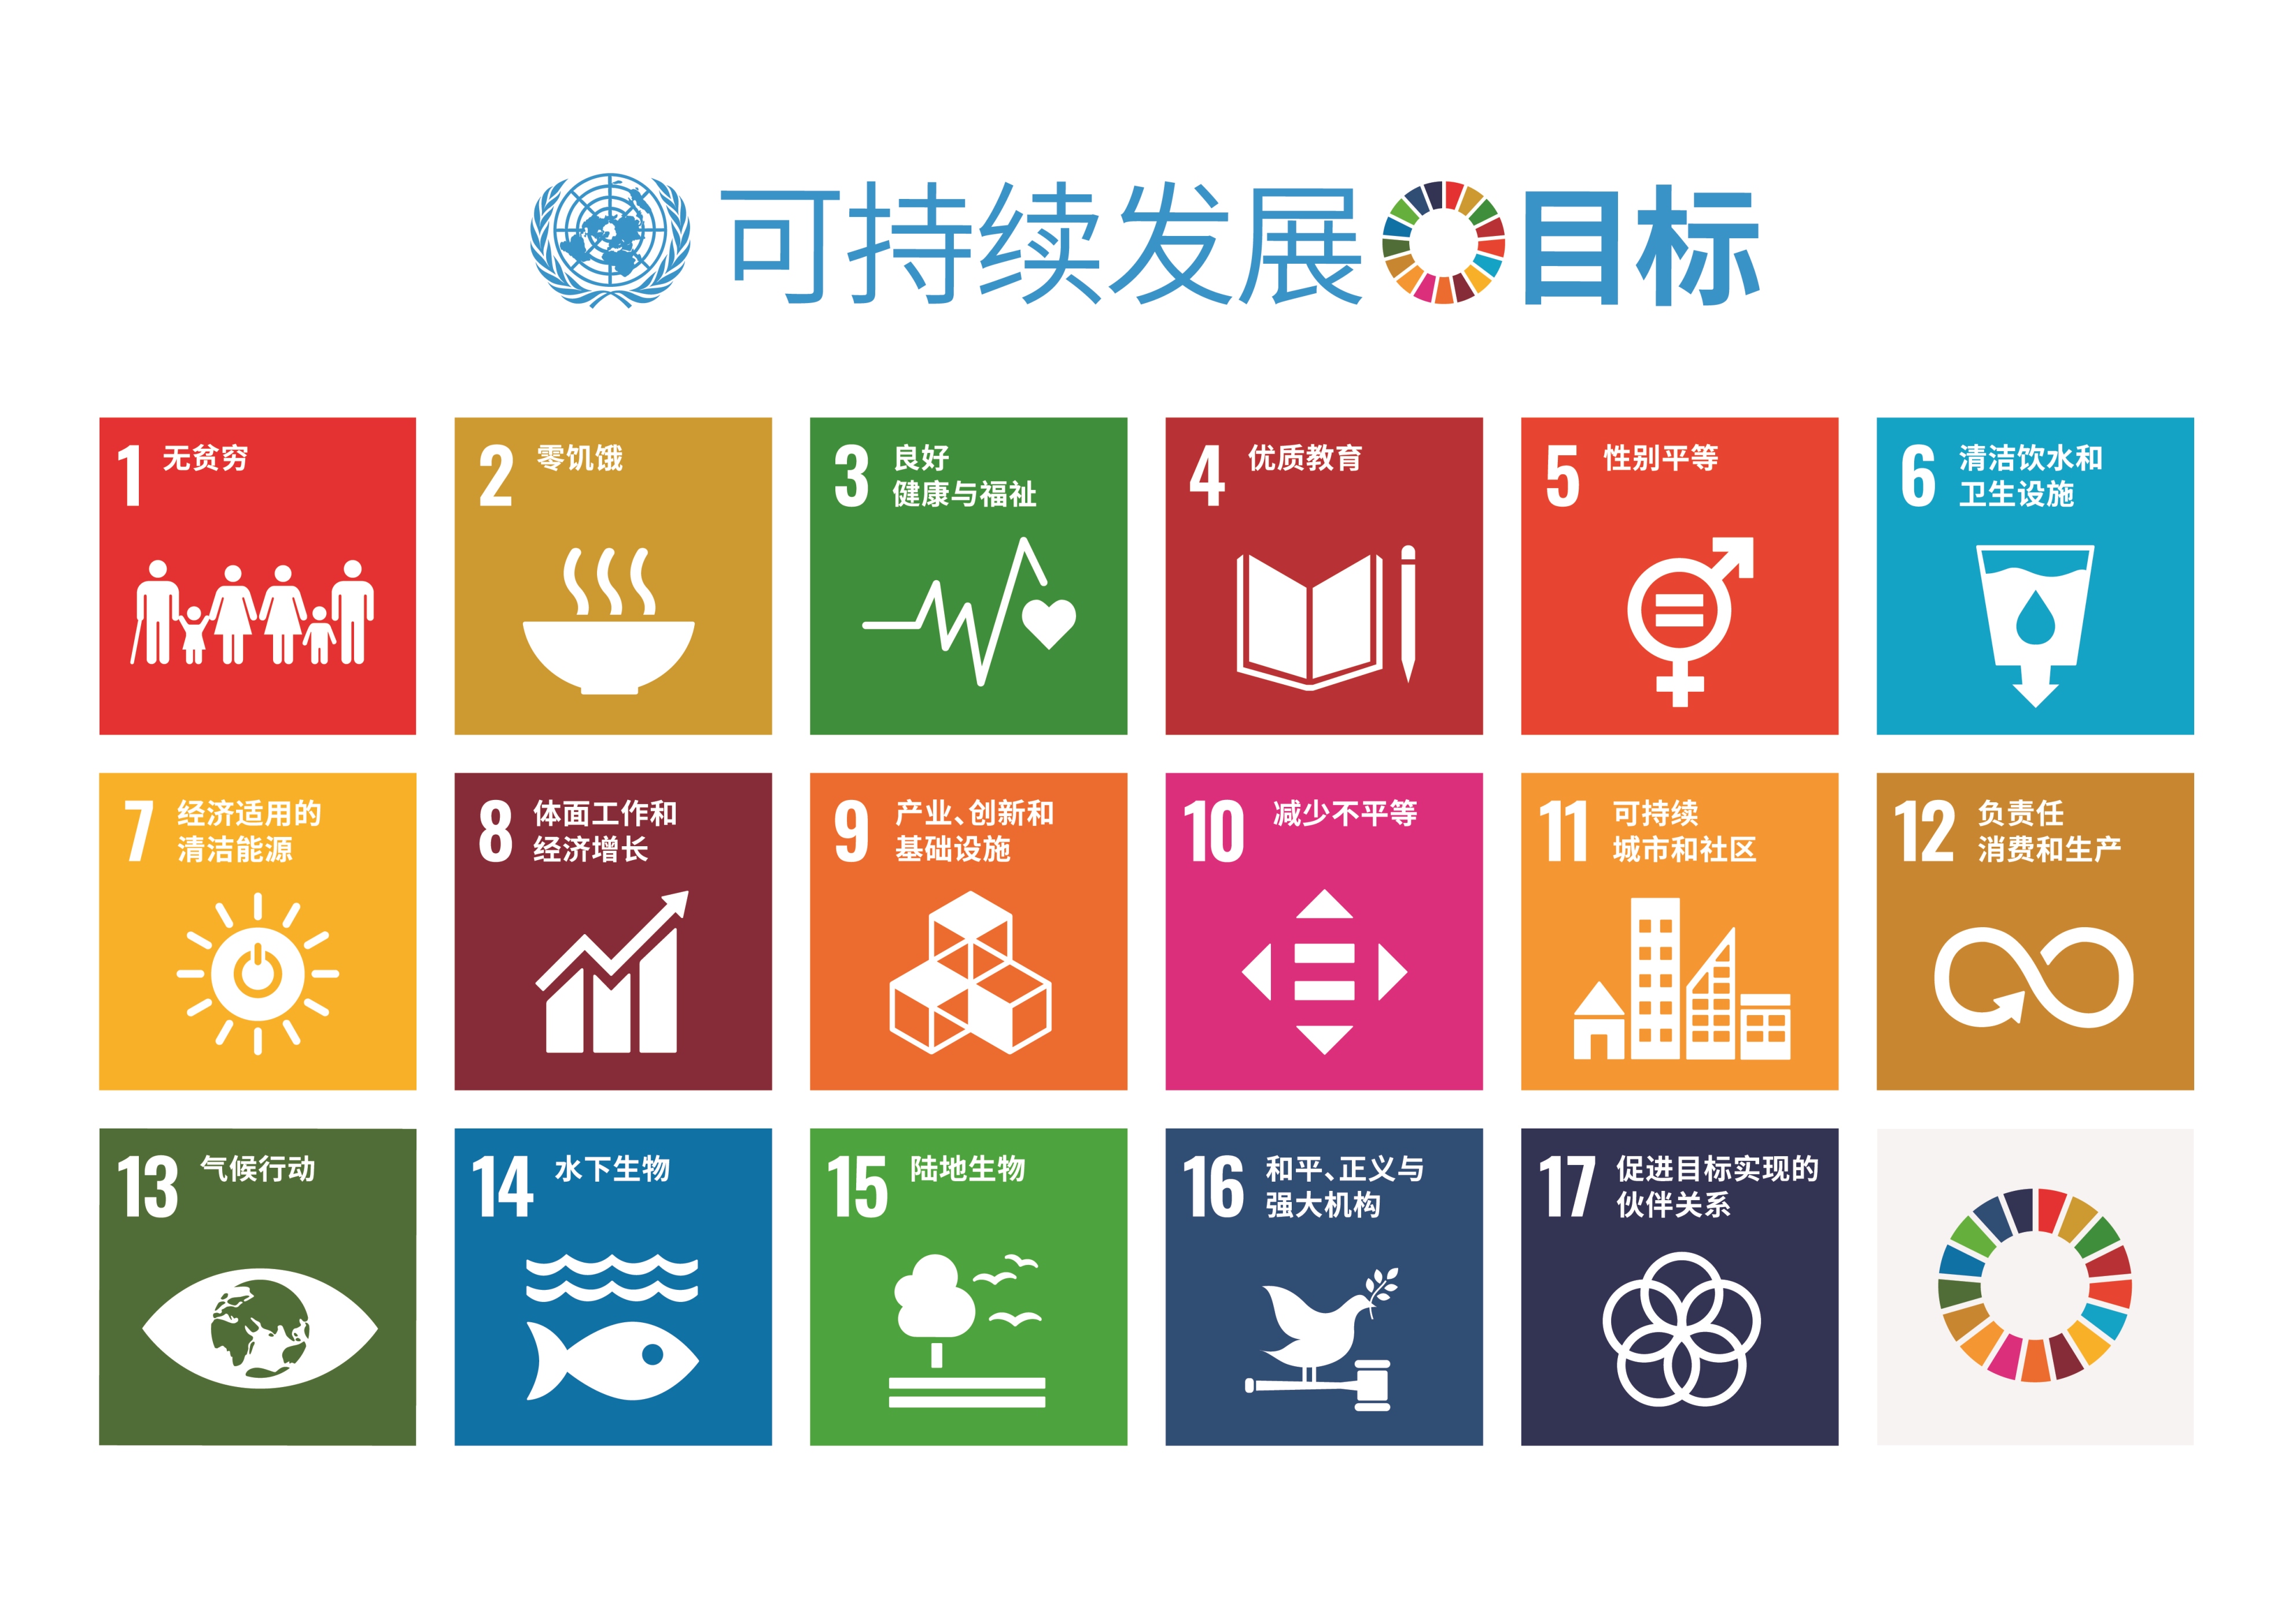 可持续发展目标
1 无贫穷
2 零饥饿
3 良好
健康与福祉
4 优质教育
5 性别平等
6 清洁饮水和
卫生设施
7 经济适用的
清洁能源
8 体面工作和
经济增长
9 产业、创新和
基础设施
10 减少不平等
11 可持续
城市和社区
12 负责任
消费和生产
13 气候行动
14 水下生物
15 陆地生物
16 和平、正义与
强大机构
17 促进目标实现的
伙伴关系